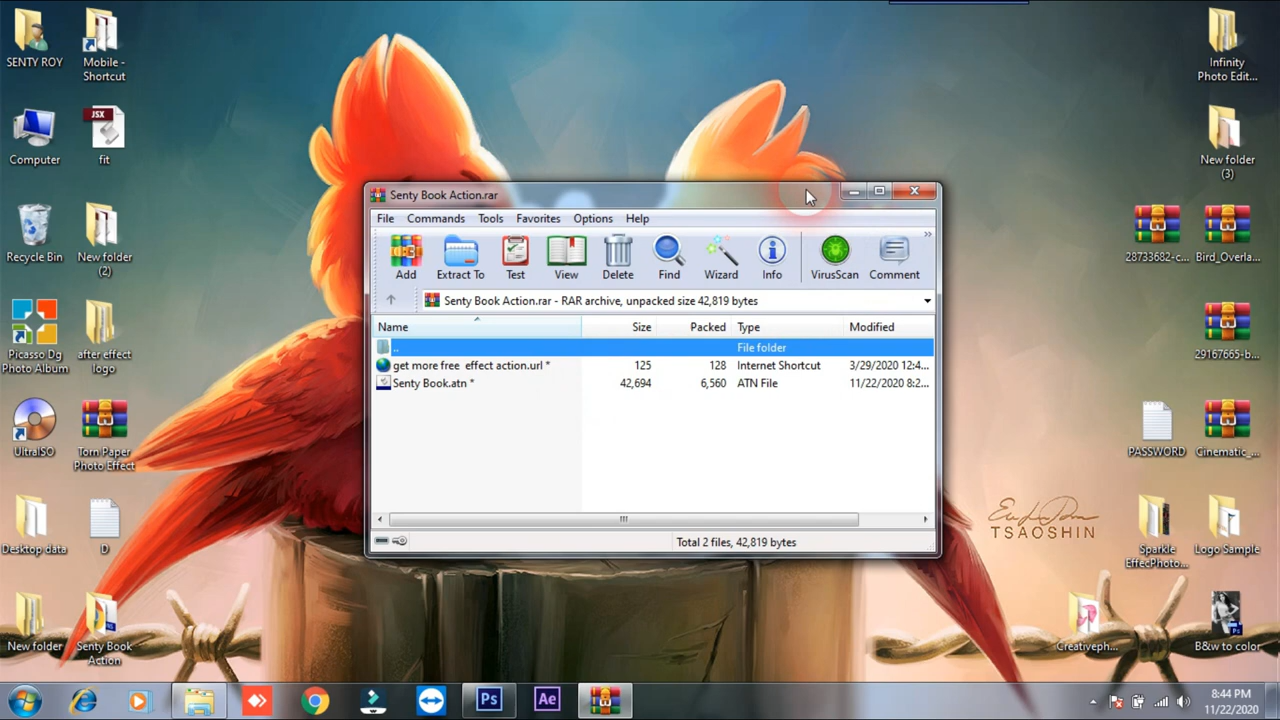 SENTY ROY
Mobile -
Shortcut
Infinity
Photo Edit...
JSX
Computer
fit
New folder
(3)
Senty Book Action.rar
File Commands Tools Favorites Options Help
Recycle Bin
New folder
(2)
28733682-c...
Bird_Overla...
Add Extract To Test View Delete Find Wizard Info VirusScan Comment
Senty Book Action.rar - RAR archive, unpacked size 42,819 bytes
Name Size Packed Type Modified
.. File folder
get more free effect action.url * 125 128 Internet Shortcut 3/29/2020 12:4...
Senty Book.atn * 42,694 6,560 ATN File 11/22/2020 8:2...
Picasso Dg
Photo Album
after effect
logo
29167665-b...
UltraISO
Torn Paper
Photo Effect
PASSWORD
Cinematic_...
Total 2 files, 42,819 bytes
TSAOSHIN
Desktop data
D
Sparkle
EffecPhoto...
Logo Sample
New folder
Senty Book
Action
Creativeph...
Ps
B&w to color
Ps
Ae
8:44 PM
11/22/2020